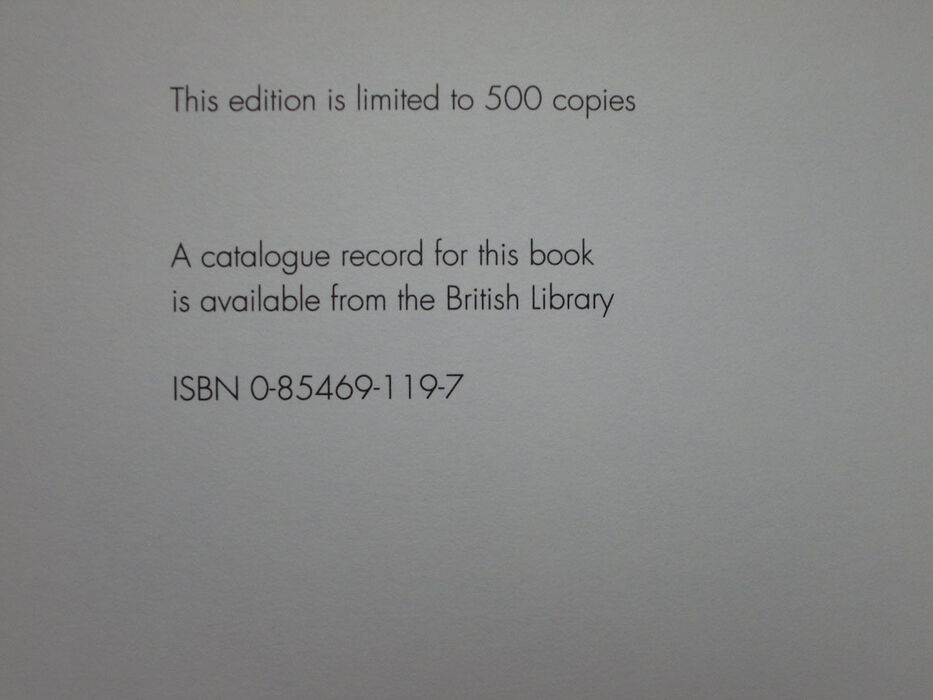 This edition is limited to 500 copies
A catalogue record for this book
is available from the British Library
ISBN 0-85469-119-7